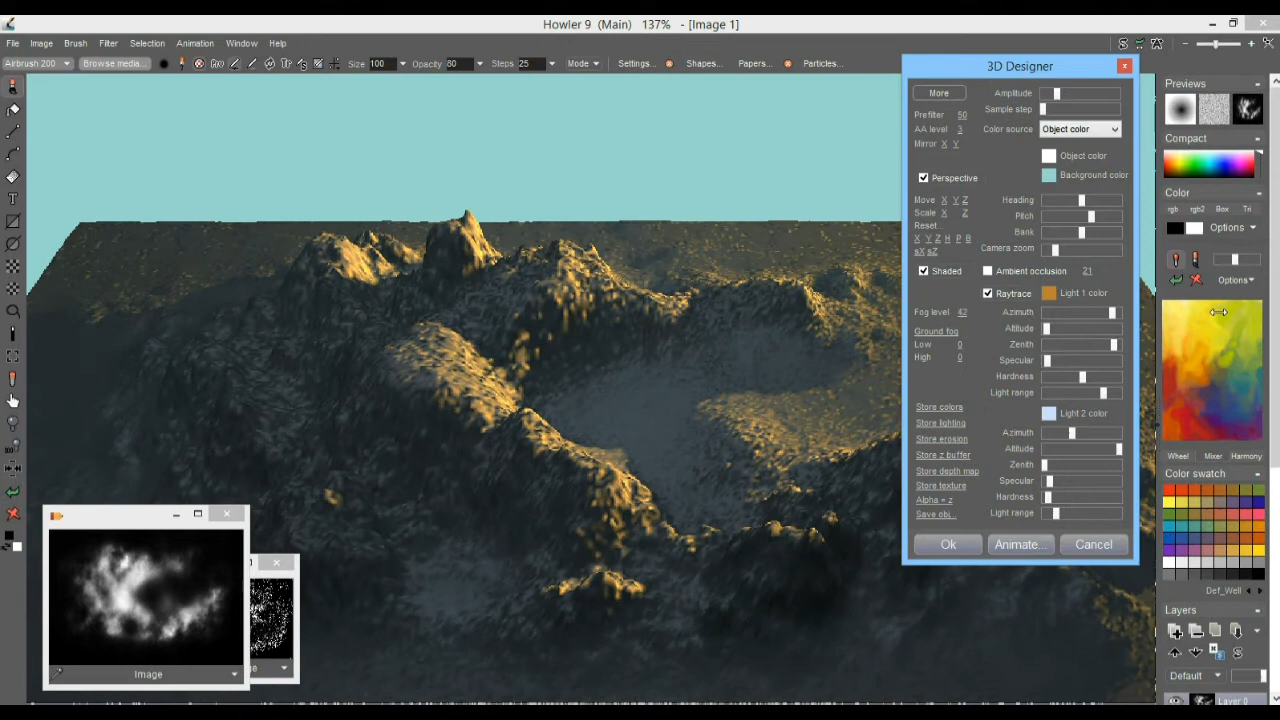 Howler 9 (Main) 137% - [Image 1]
File Image Brush Filter Selection Animation Window Help
Airbrush 200 Browse media... Size 100 Opacity 80 Steps 25 Mode Settings... Shapes... Papers... Particles...
3D Designer
More
Amplitude
Sample step
Prefilter 50
AA level 3
Color source Object color
Mirror X Y
Object color
Background color
Perspective
Move X Y Z
Heading
Scale X Z
Pitch
Reset...
Bank
X Y Z H P B
sX sZ
Camera zoom
Shaded
Ambient occlusion 21
Raytrace
Light 1 color
Fog level 42
Azimuth
Ground fog
Altitude
Low 0
Zenith
High 0
Specular
Hardness
Light range
Store colors
Light 2 color
Store lighting
Azimuth
Store erosion
Altitude
Store z buffer
Zenith
Store depth map
Specular
Store texture
Hardness
Alpha = z
Light range
Save obj...
Ok Animate... Cancel
Previews
Compact
Color
rgb rgb2 Box Tri
Options
Options
Wheel Mixer Harmony
Color swatch
Def_Well
Layers
Default
Layer 0
Image